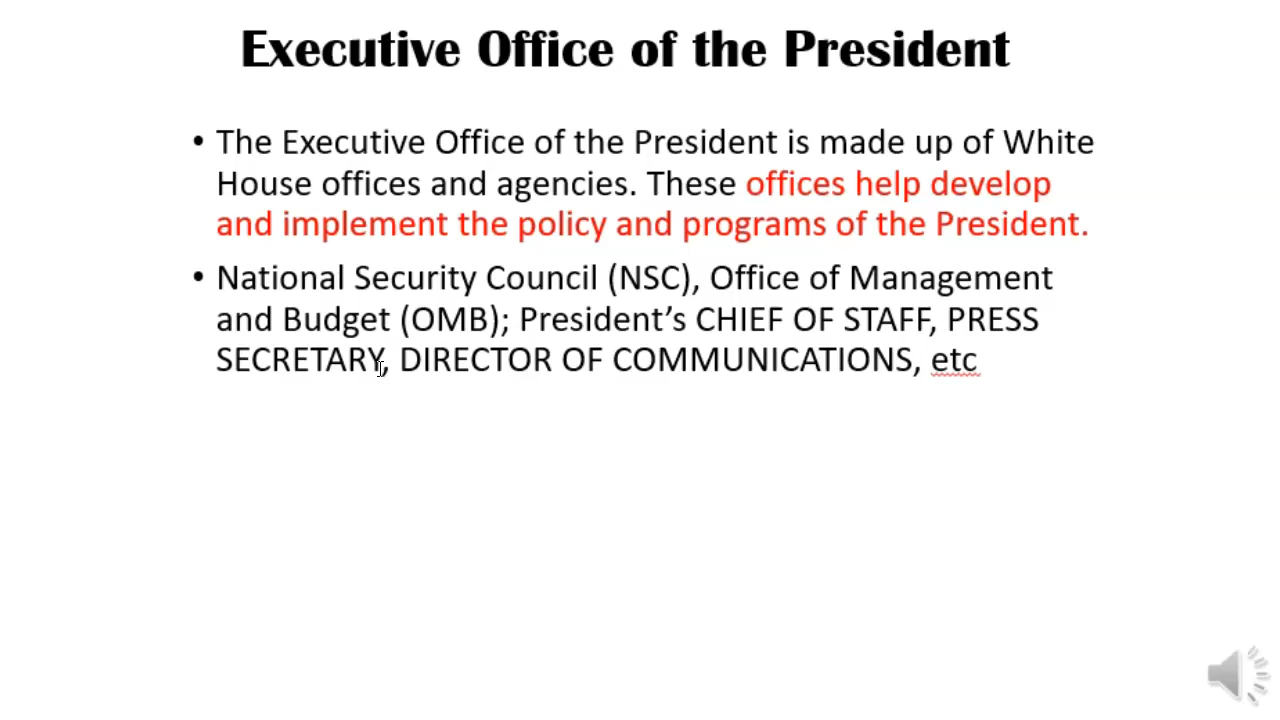 Executive Office of the President
• The Executive Office of the President is made up of White
House offices and agencies. These offices help develop
and implement the policy and programs of the President.
• National Security Council (NSC), Office of Management
and Budget (OMB); President’s CHIEF OF STAFF, PRESS
SECRETARY, DIRECTOR OF COMMUNICATIONS, etc